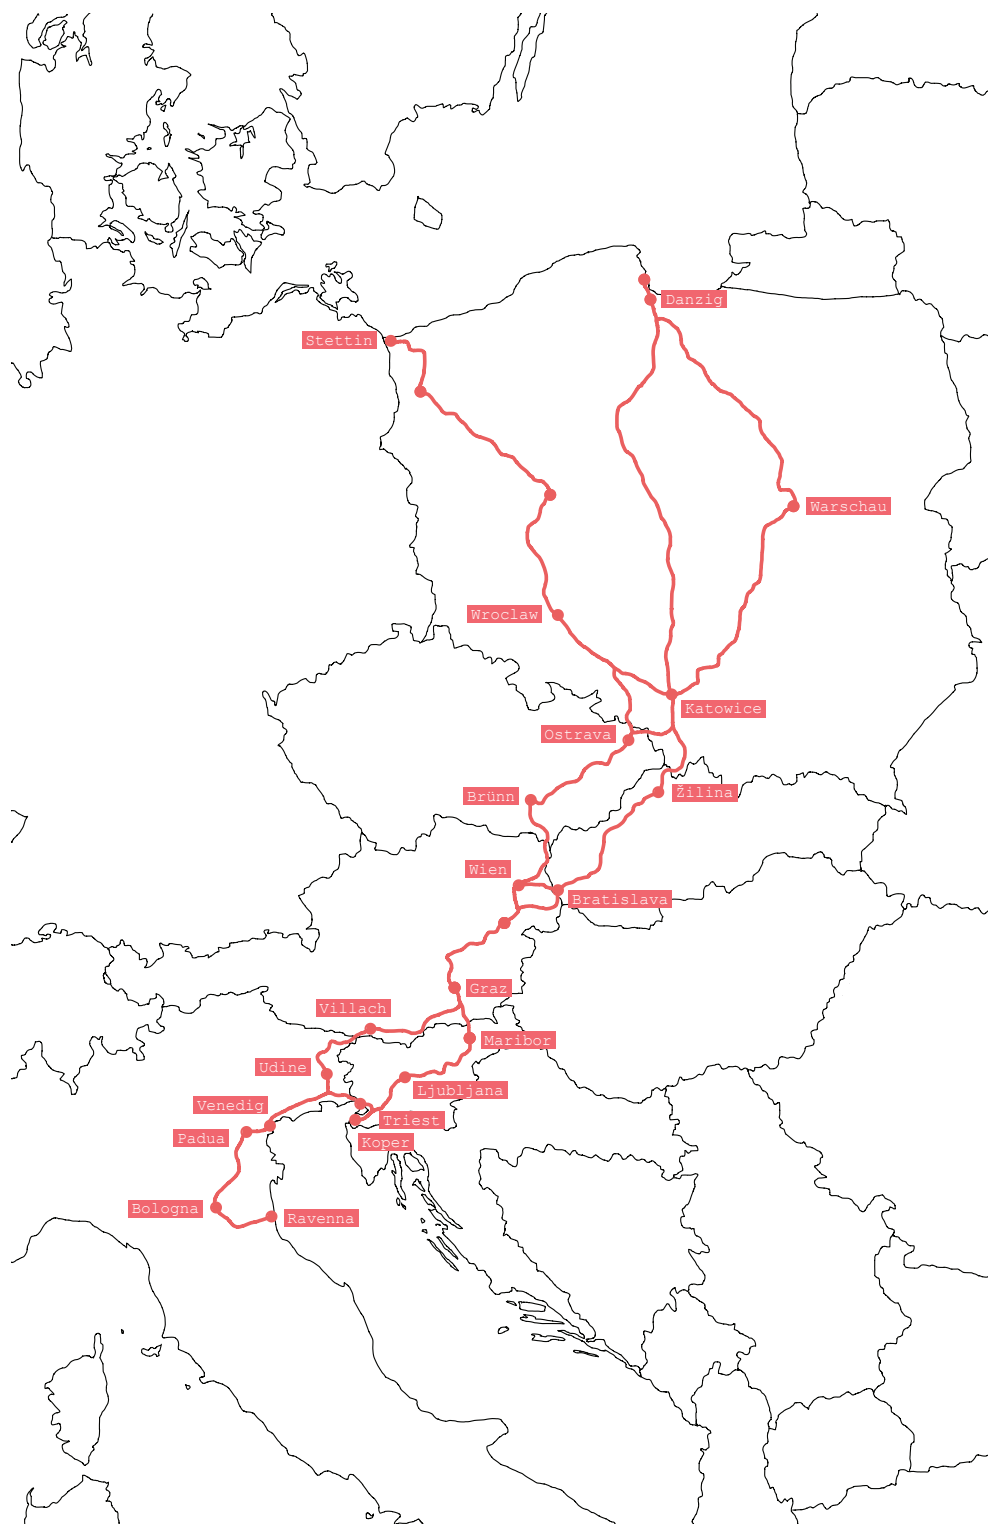 Danzig
Stettin
Warschau
Wroclaw
Katowice
Ostrava
Žilina
Brünn
Wien
Bratislava
Graz
Villach
Maribor
Udine
Ljubljana
Venedig
Triest
Padua
Koper
Bologna
Ravenna